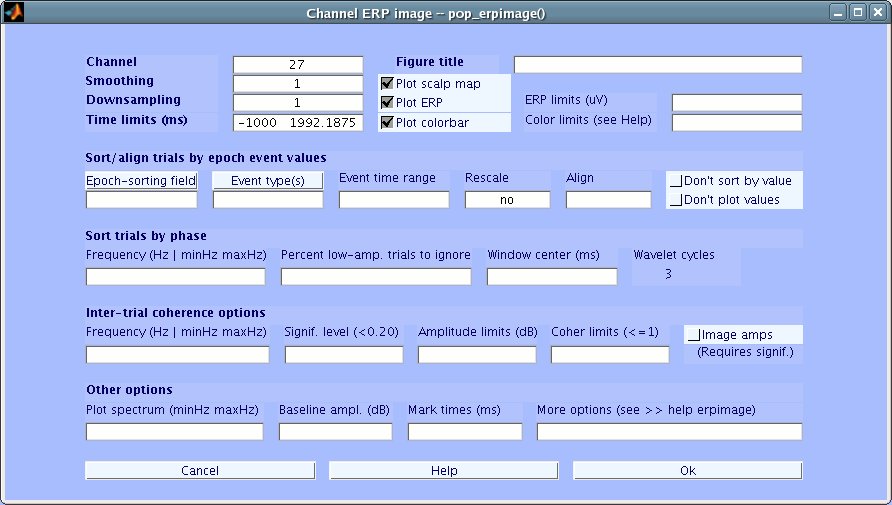 Channel ERP image -- pop_erpimage()
Channel 27 Figure title
Smoothing 1 Plot scalp map
Downsampling 1 Plot ERP ERP limits (uV)
Time limits (ms) -1000 1992.1875 Plot colorbar Color limits (see Help)
Sort/align trials by epoch event values
Epoch-sorting field Event type(s) Event time range Rescale Align Don't sort by value
no Don't plot values
Sort trials by phase
Frequency (Hz | minHz maxHz) Percent low-amp. trials to ignore Window center (ms) Wavelet cycles
3
Inter-trial coherence options
Frequency (Hz | minHz maxHz) Signif. level (<0.20) Amplitude limits (dB) Coher limits (<=1) Image amps
(Requires signif.)
Other options
Plot spectrum (minHz maxHz) Baseline ampl. (dB) Mark times (ms) More options (see >> help erpimage)
Cancel Help Ok